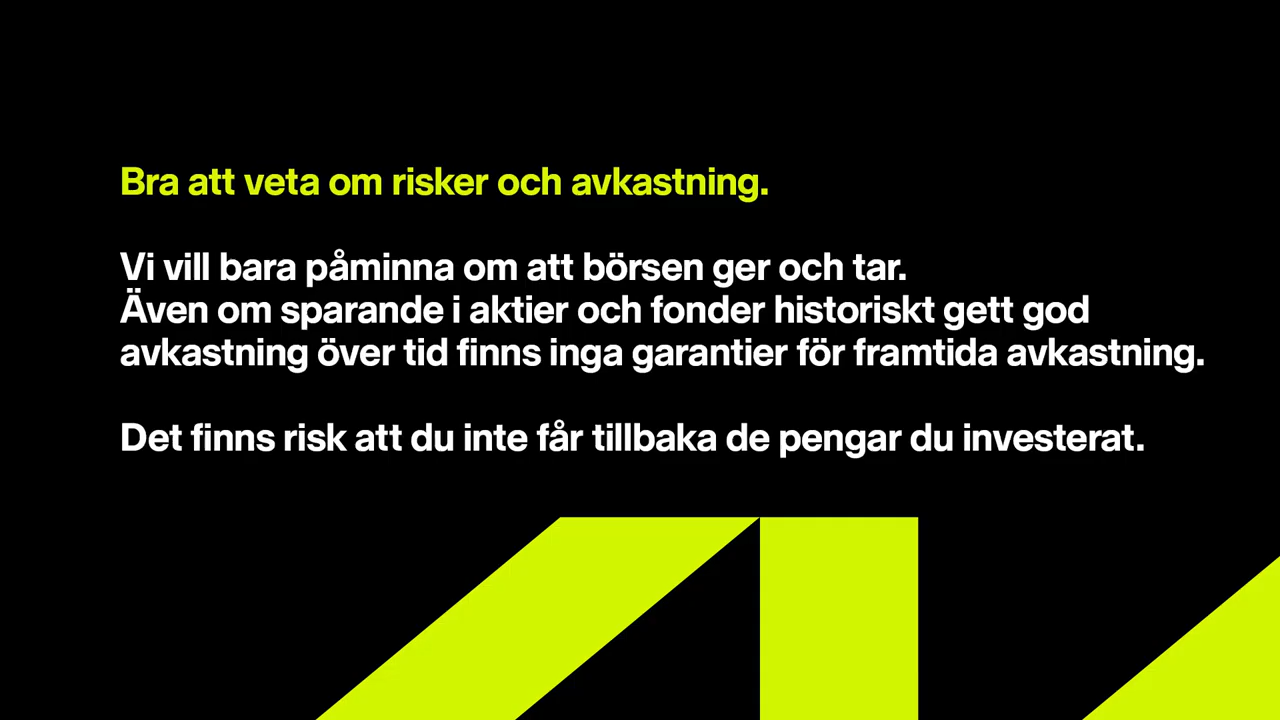 Bra att veta om risker och avkastning.
Vi vill bara påminna om att börsen ger och tar.
Även om sparande i aktier och fonder historiskt gett god
avkastning över tid finns inga garantier för framtida avkastning.
Det finns risk att du inte får tillbaka de pengar du investerat.